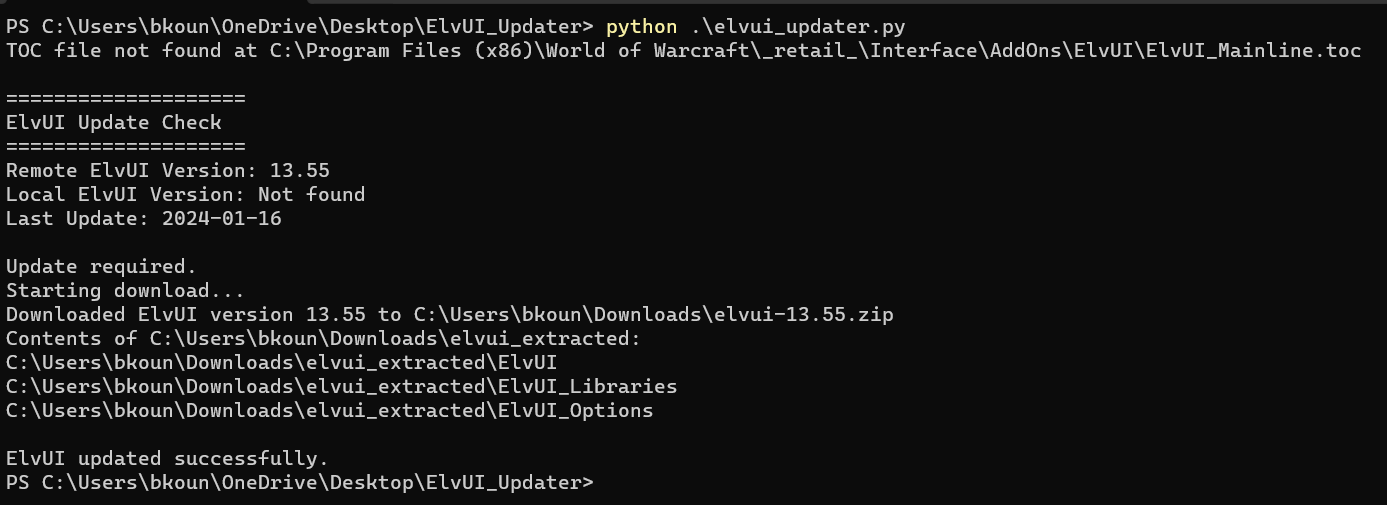 PS C:\Users\bkoun\OneDrive\Desktop\ElvUI_Updater> python .\elvui_updater.py
TOC file not found at C:\Program Files (x86)\World of Warcraft\_retail_\Interface\AddOns\ElvUI\ElvUI_Mainline.toc
====================
ElvUI Update Check
====================
Remote ElvUI Version: 13.55
Local ElvUI Version: Not found
Last Update: 2024-01-16
Update required.
Starting download...
Downloaded ElvUI version 13.55 to C:\Users\bkoun\Downloads\elvui-13.55.zip
Contents of C:\Users\bkoun\Downloads\elvui_extracted:
C:\Users\bkoun\Downloads\elvui_extracted\ElvUI
C:\Users\bkoun\Downloads\elvui_extracted\ElvUI_Libraries
C:\Users\bkoun\Downloads\elvui_extracted\ElvUI_Options
ElvUI updated successfully.
PS C:\Users\bkoun\OneDrive\Desktop\ElvUI_Updater>